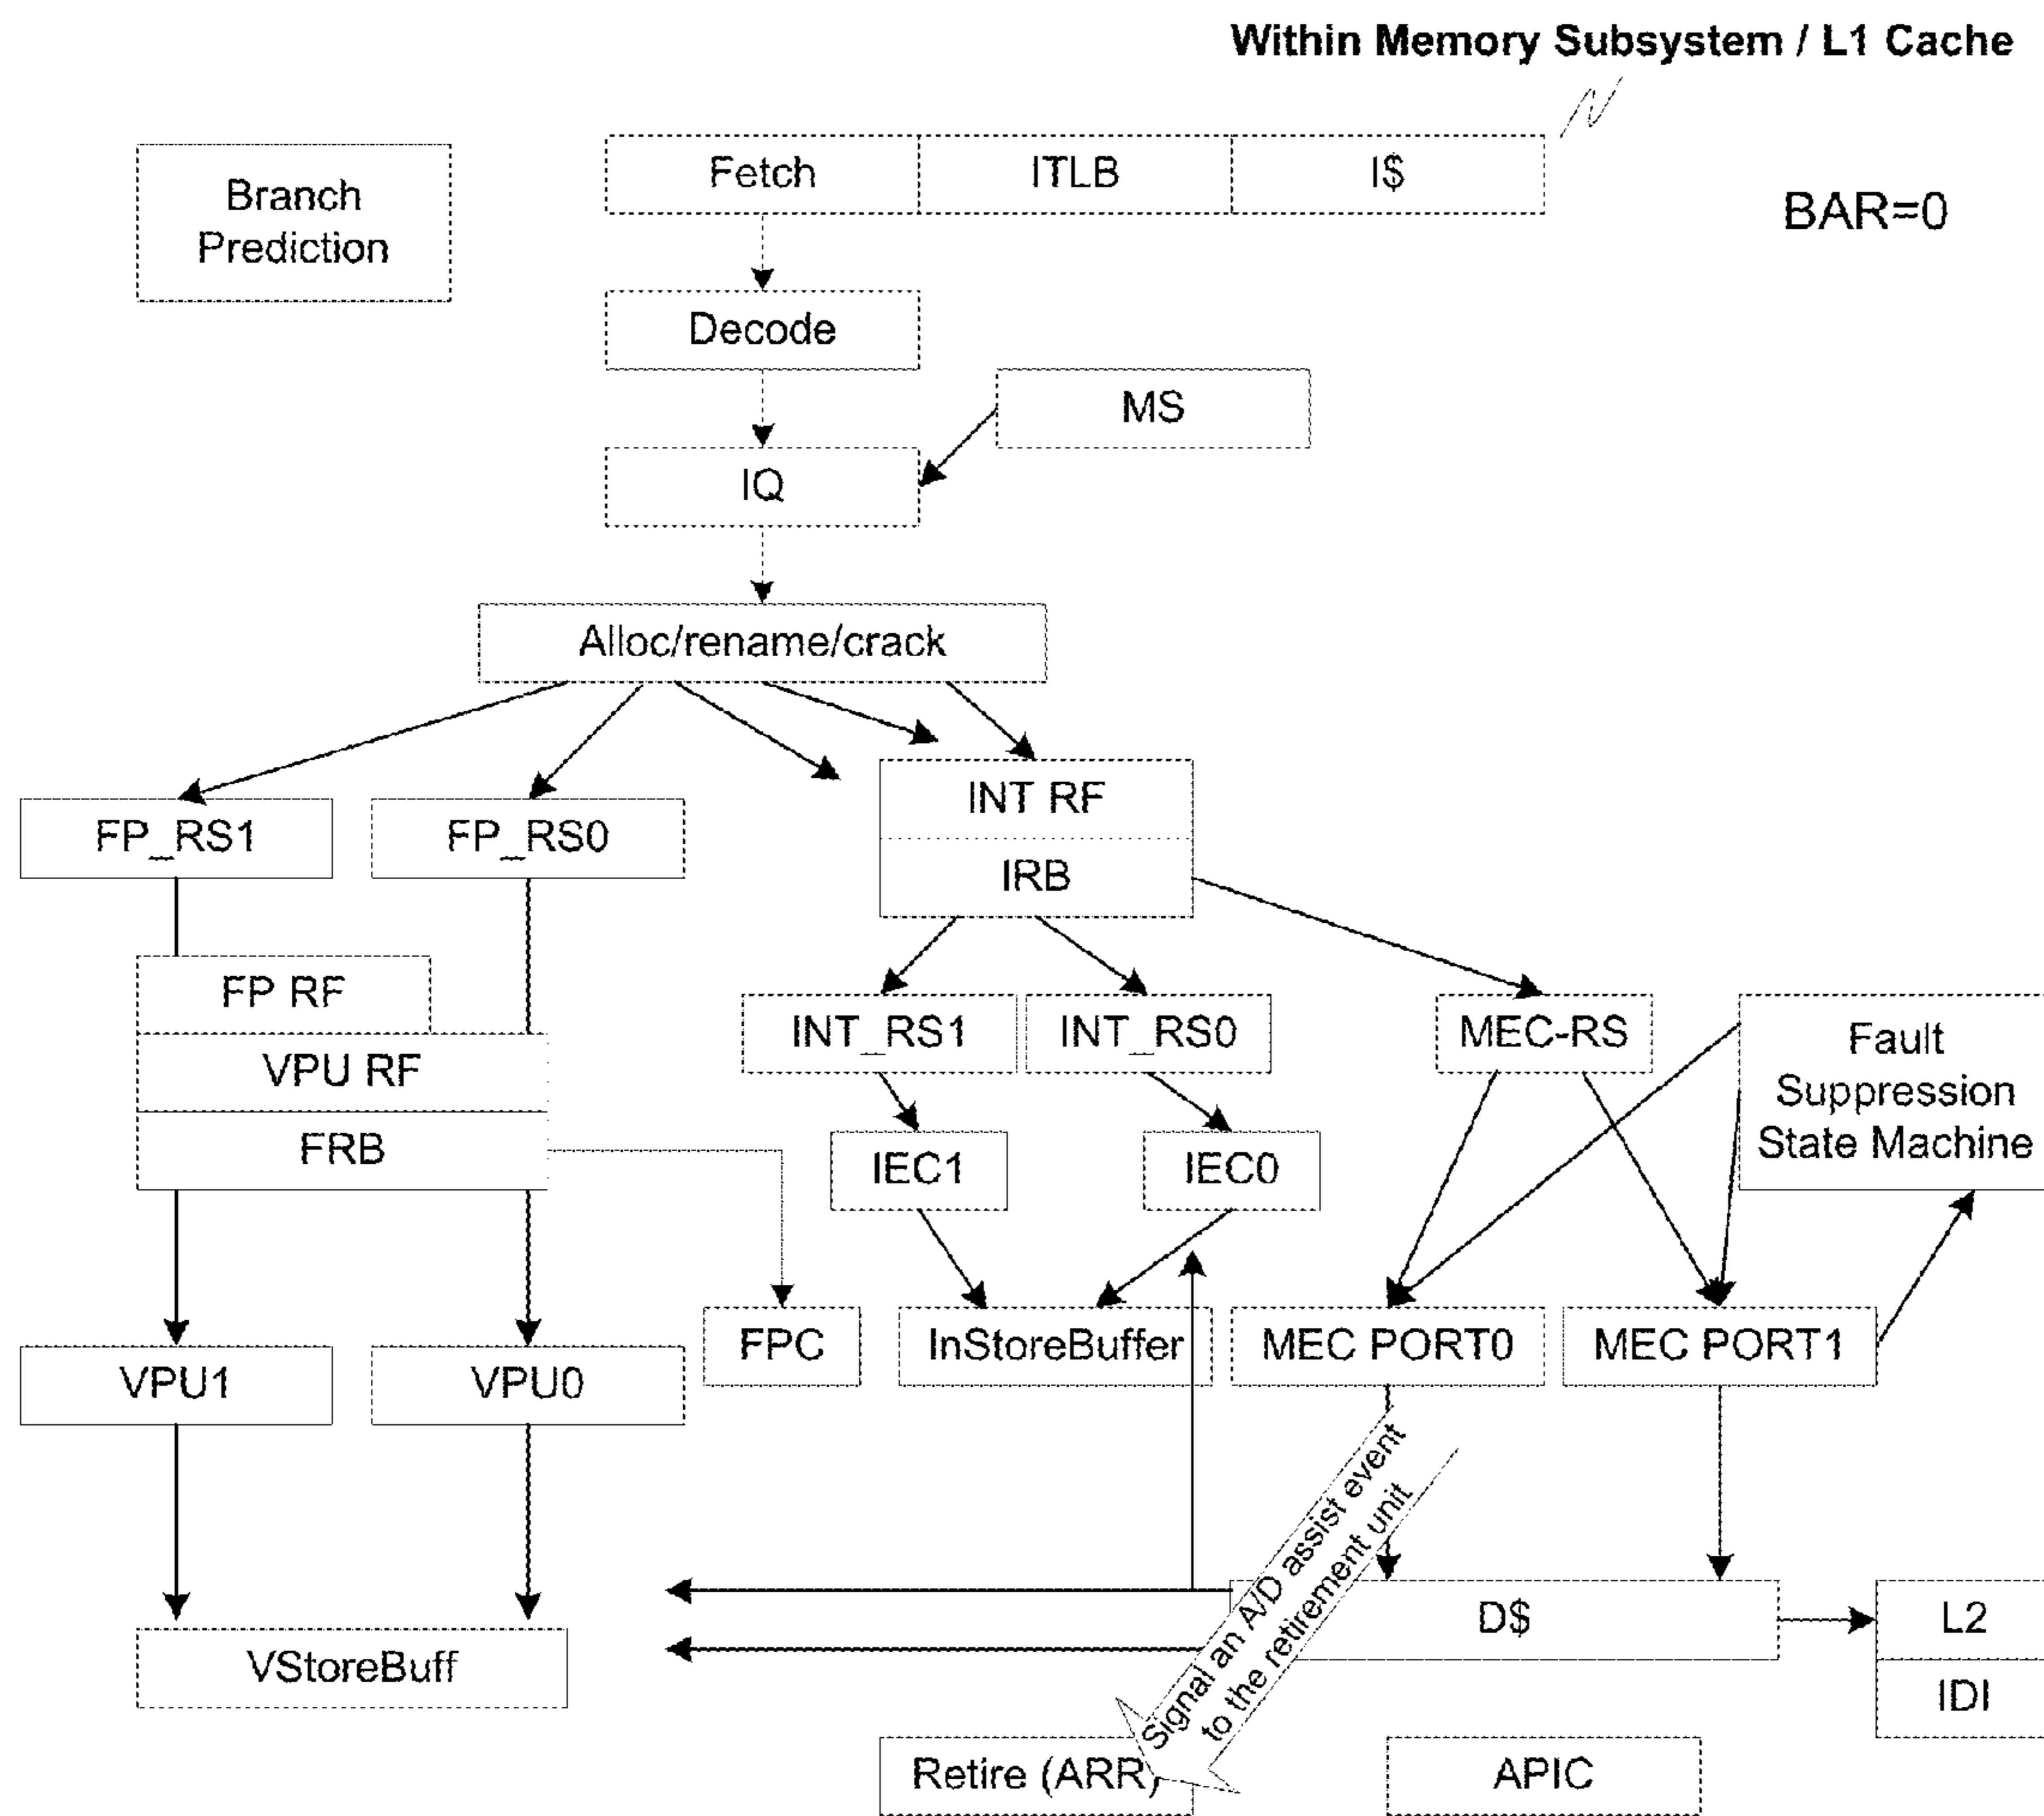 Within Memory Subsystem / L1 Cache
Branch
Prediction
Fetch
ITLB
I$
BAR=0
Decode
MS
IQ
Alloc/rename/crack
FP_RS1
FP_RS0
INT RF
IRB
FP RF
VPU RF
FRB
INT_RS1
INT_RS0
MEC-RS
Fault
Suppression
State Machine
IEC1
IEC0
VPU1
VPU0
FPC
InStoreBuffer
MEC PORT0
MEC PORT1
Signal an A/D assist event
to the retirement unit
VStoreBuff
D$
L2
IDI
Retire (ARR)
APIC